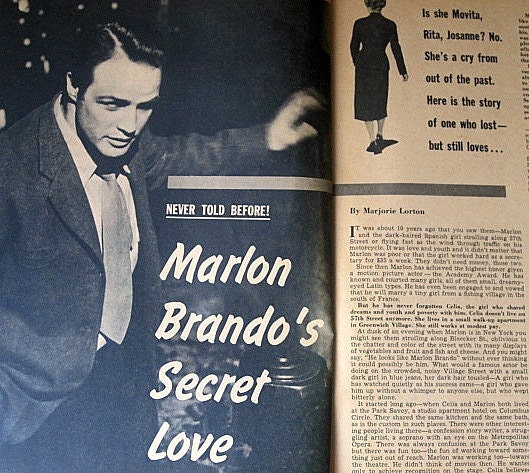 NEVER TOLD BEFORE!
Marlon
Brando's
Secret
Love
Is she Movita,
Rita, Josanne? No.
She's a cry from
out of the past.
Here is the story
of one who lost—
but still loves...
By Marjorie Lorton
IT was about 10 years ago that you saw them—Marlon
and the dark-haired Spanish girl strolling along 57th
Street or flying fast as the wind through traffic on his
motorcycle. It was love and youth and it didn't matter that
Marlon was poor or that the girl worked hard as a secre-
tary for $35 a week. They didn't need money, those two.
Since then Marlon has achieved the highest honor given
a motion picture actor—the Academy Award. He has
known and courted many girls, all of them small, dreamy-
eyed Latin types. He has even been engaged to and vowed
that he will marry a tiny girl from a fishing village in the
south of France.
But he has never forgotten Celia, the girl who shared
dreams and youth and poverty with him. Celia doesn't live on
57th Street anymore. She lives in a small walk-up apartment
in Greenwich Village. She still works at modest pay.
At dusk of an evening when Marlon is in New York you
might see them strolling along Bleecker St., oblivious to
the chatter and color of the street with its many displays
of vegetables and fruit and fish and cheese. And you might
say, "He looks like Marlon Brando," without ever thinking
it could possibly be him. What would a famous actor be
doing on the crowded, noisy Village Street with a small
dark girl in blue jeans, her dark hair flying—a girl who
has watched quietly as his success came—a girl who gave
him up without a whimper to anyone else, but who wept
bitterly alone.
It started long ago—when Celia and Marlon both lived
at the Park Savoy, a studio apartment hotel on Columbus
Circle. They shared the same kitchen and the same bath,
as is the custom in such places. There were other interest-
ing people living there—a confession story writer, a strug-
gling artist, a soprano with an eye on the Metropolitan
Opera. There was always confusion at the Park Savoy
but there was fun too—the fun of working toward some
thing just out of reach. Marlon was working too—toward
the theatre. He didn't think of movies then. He wanted
only to achieve